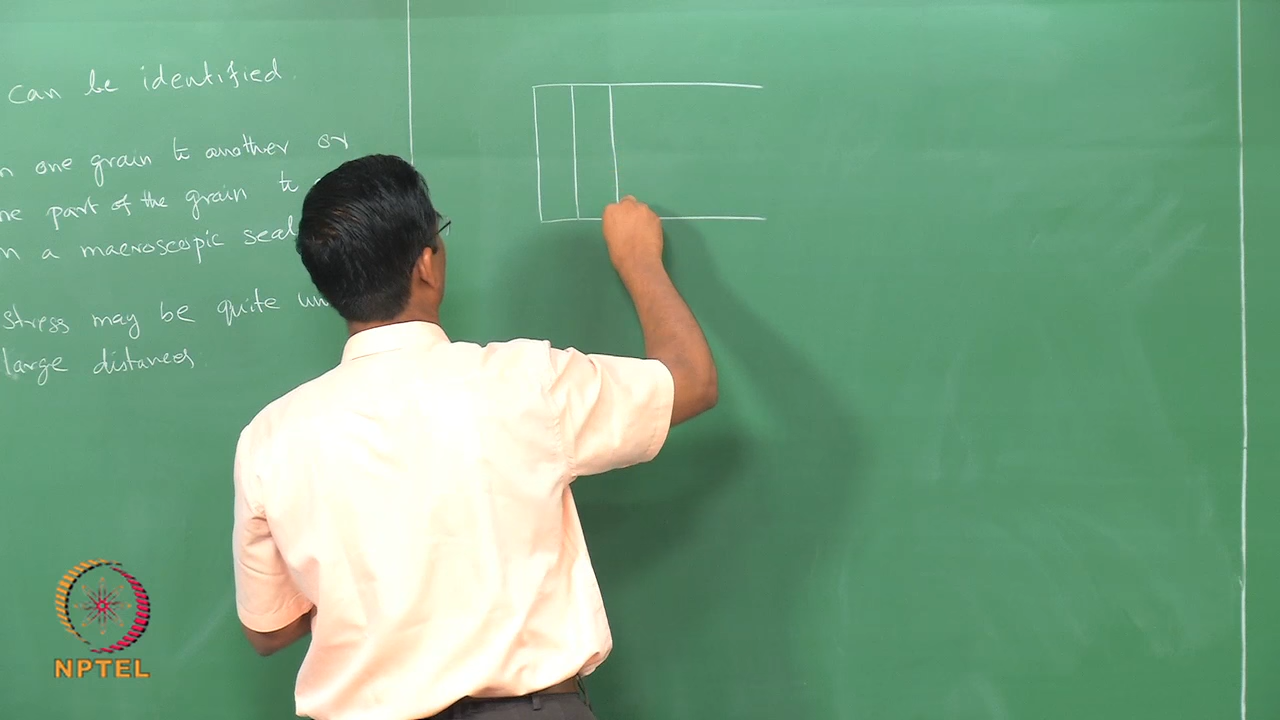 can be identified.
one grain to another or
part of the grain to
a macroscopic scal
stress may be quite un
large distances
NPTEL